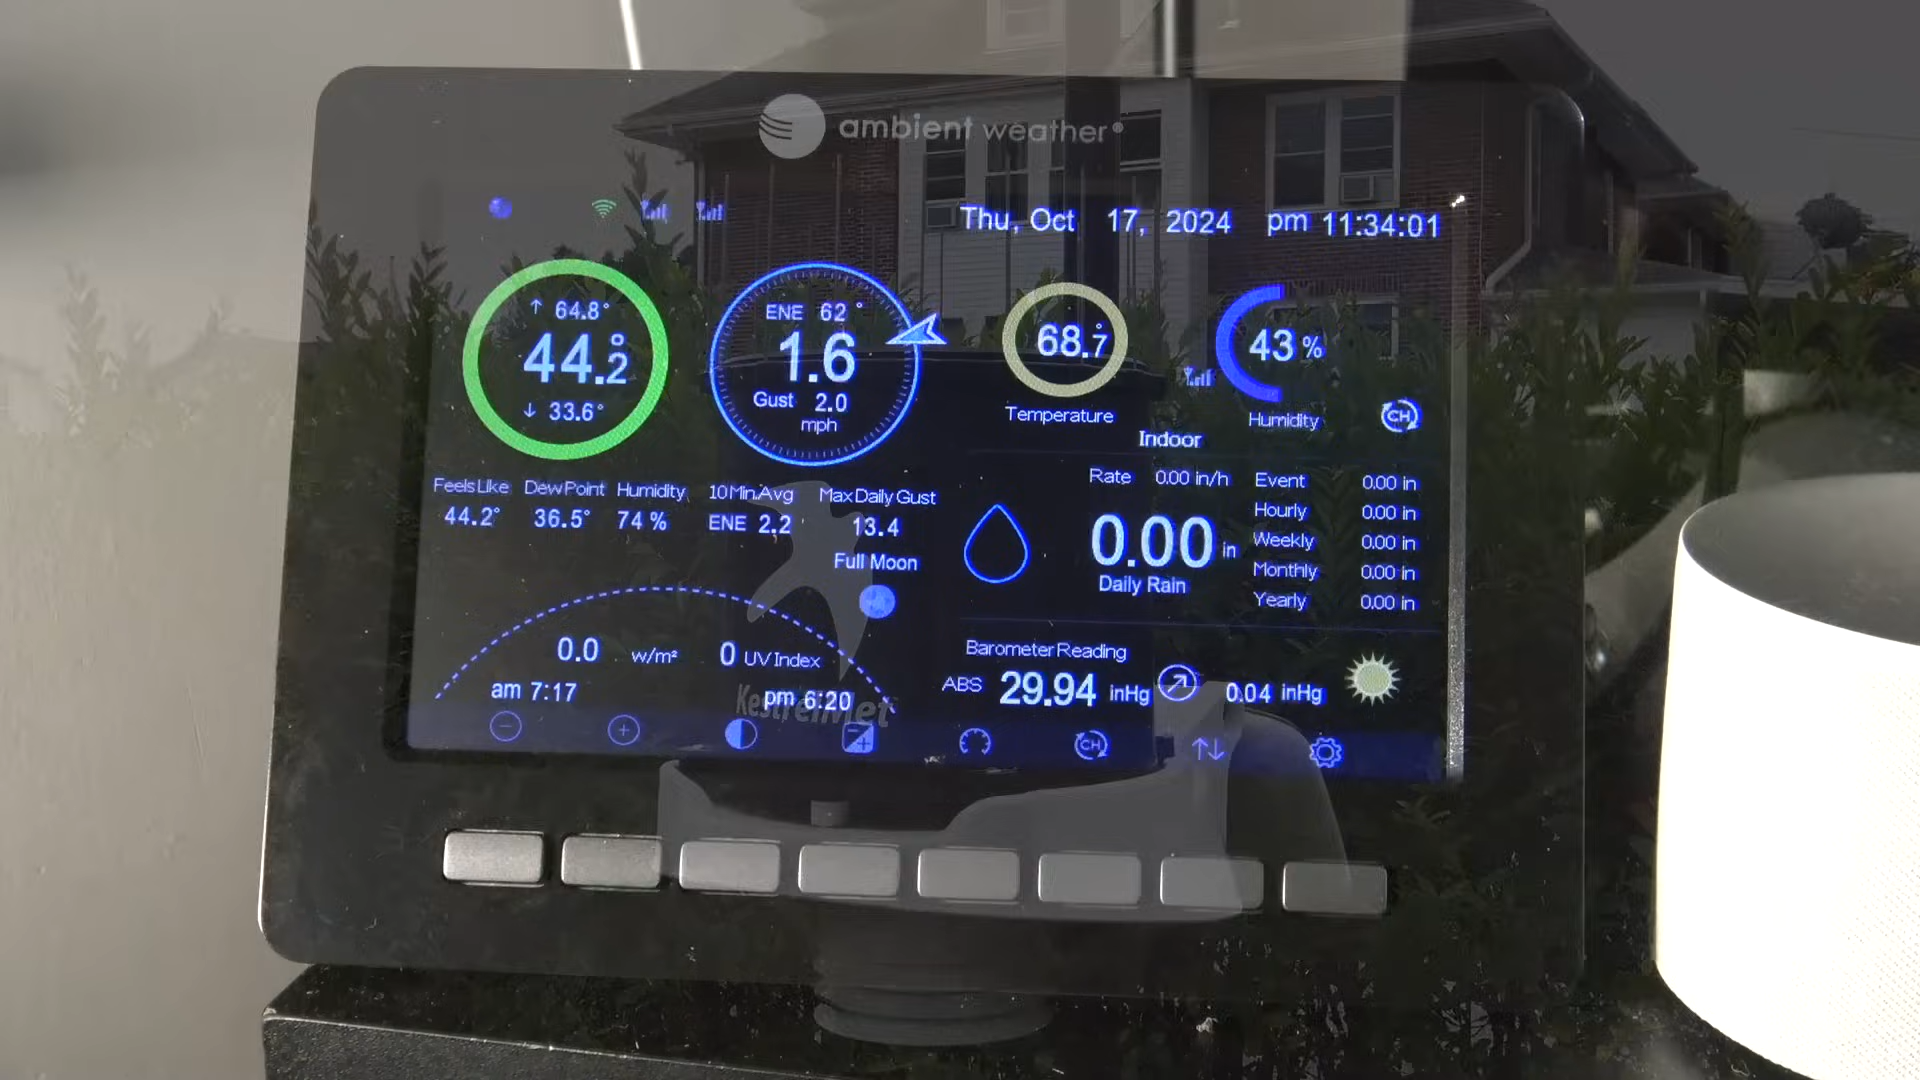 ambient weather®
Thu, Oct 17, 2024 pm 11:34:01
↑ 64.8°
44.2°
↓ 33.6°
ENE 62°
1.6
Gust 2.0
mph
68.7°
Temperature
43 %
Humidity
CH
Indoor
Feels Like Dew Point Humidity
44.2° 36.5° 74 %
10 Min.Avg Max Daily Gust
ENE 2.2 13.4
Full Moon
Rate 0.00 in/h
0.00 in
Daily Rain
Event 0.00 in
Hourly 0.00 in
Weekly 0.00 in
Monthly 0.00 in
Yearly 0.00 in
0.0 w/m² 0 UV Index
am 7:17 pm 6:20
KestrelMet
Barometer Reading
ABS 29.94 inHg 0.04 inHg
CH